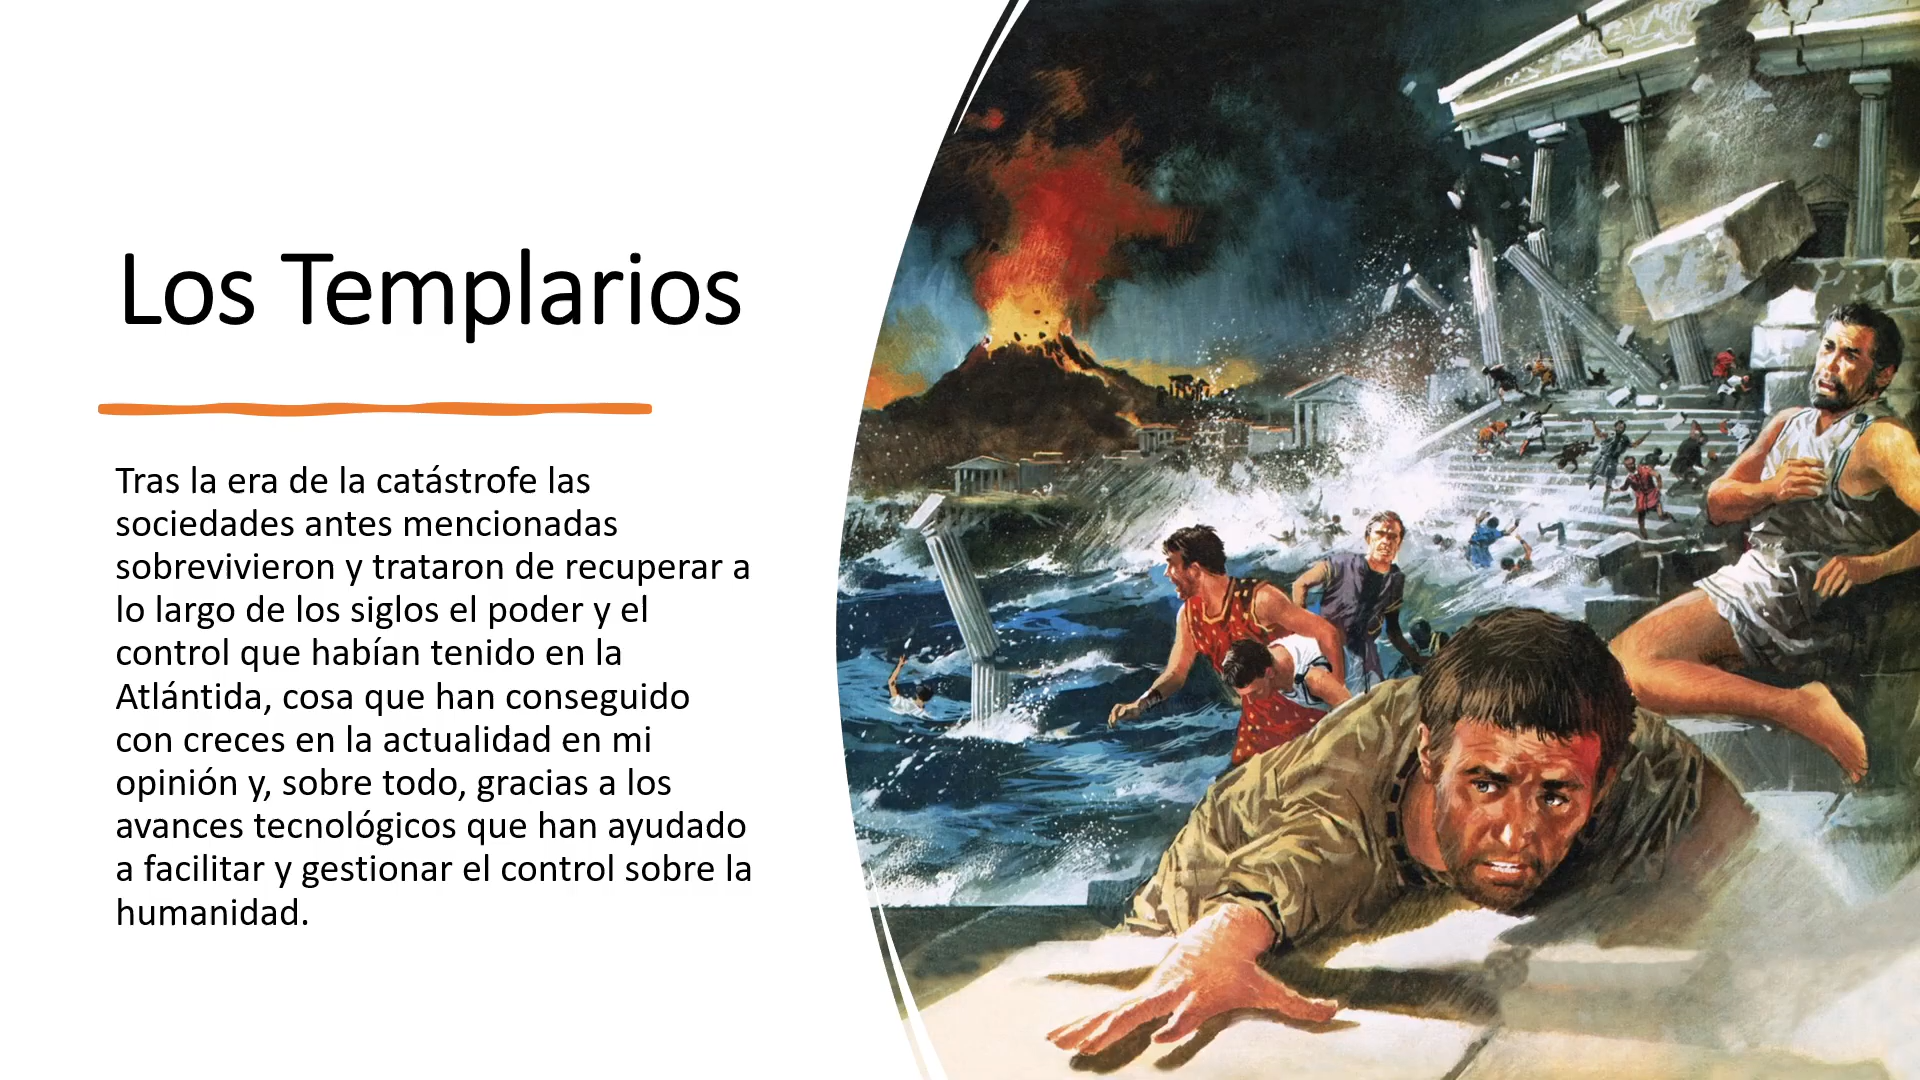 Los Templarios
Tras la era de la catástrofe las
sociedades antes mencionadas
sobrevivieron y trataron de recuperar a
lo largo de los siglos el poder y el
control que habían tenido en la
Atlántida, cosa que han conseguido
con creces en la actualidad en mi
opinión y, sobre todo, gracias a los
avances tecnológicos que han ayudado
a facilitar y gestionar el control sobre la
humanidad.